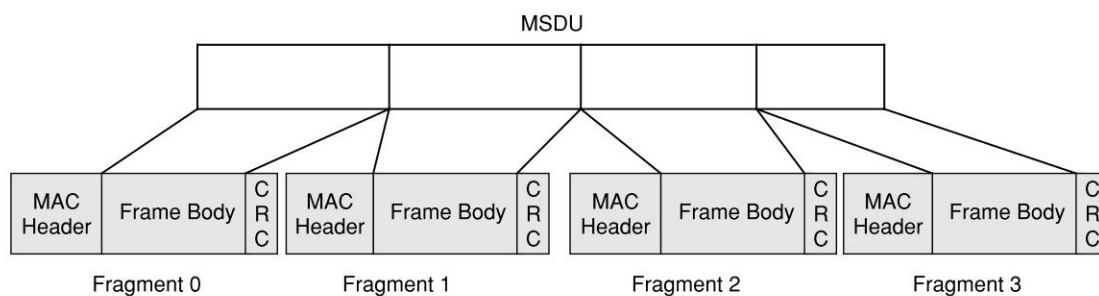 MSDU
MAC
Header
Frame Body
C
R
C
MAC
Header
Frame Body
C
R
C
MAC
Header
Frame Body
C
R
C
MAC
Header
Frame Body
C
R
C
Fragment 0
Fragment 1
Fragment 2
Fragment 3